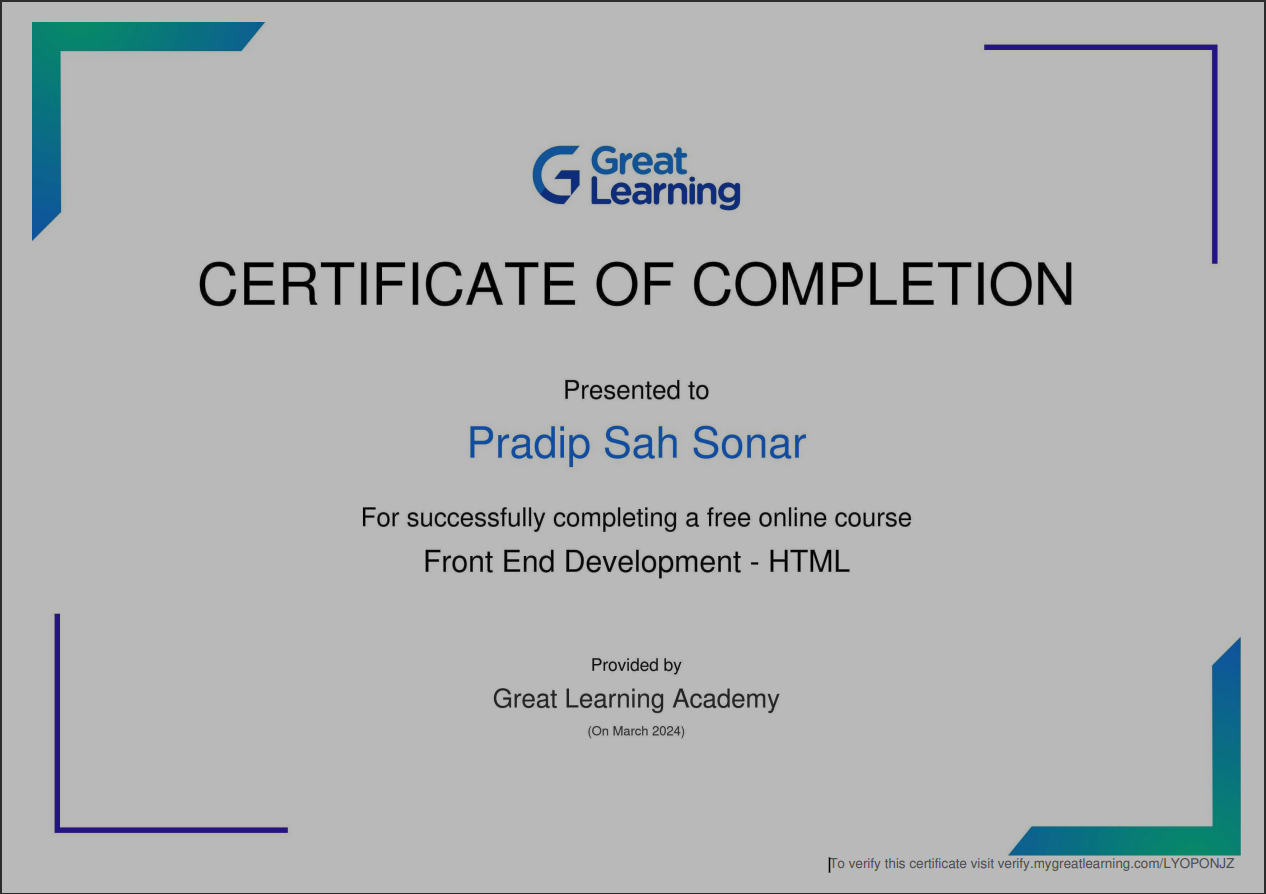 Great
Learning
CERTIFICATE OF COMPLETION
Presented to
Pradip Sah Sonar
For successfully completing a free online course
Front End Development - HTML
Provided by
Great Learning Academy
(On March 2024)
To verify this certificate visit verify.mygreatlearning.com/LYOPONJZ